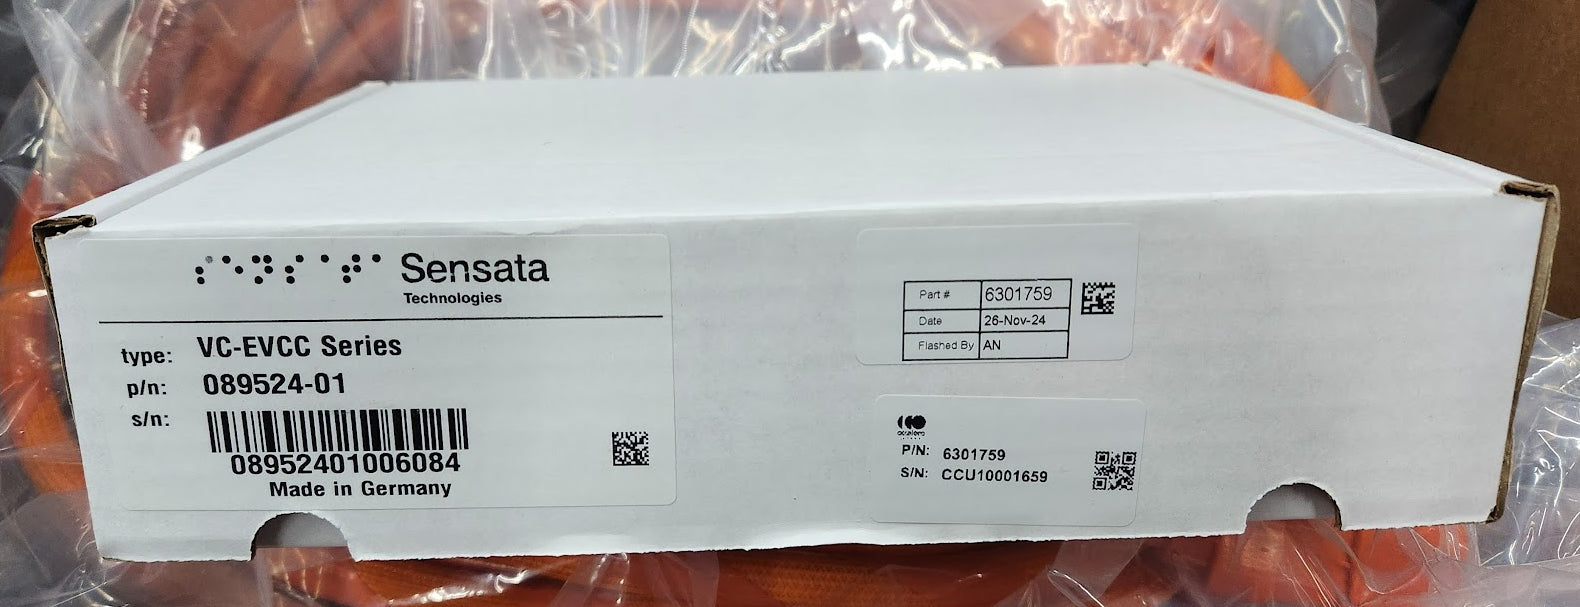 Sensata
Technologies
type: VC-EVCC Series
p/n: 089524-01
s/n:
08952401006084
Made in Germany
Part # 6301759
Date 26-Nov-24
Flashed By AN
accelera
P/N: 6301759
S/N: CCU10001659